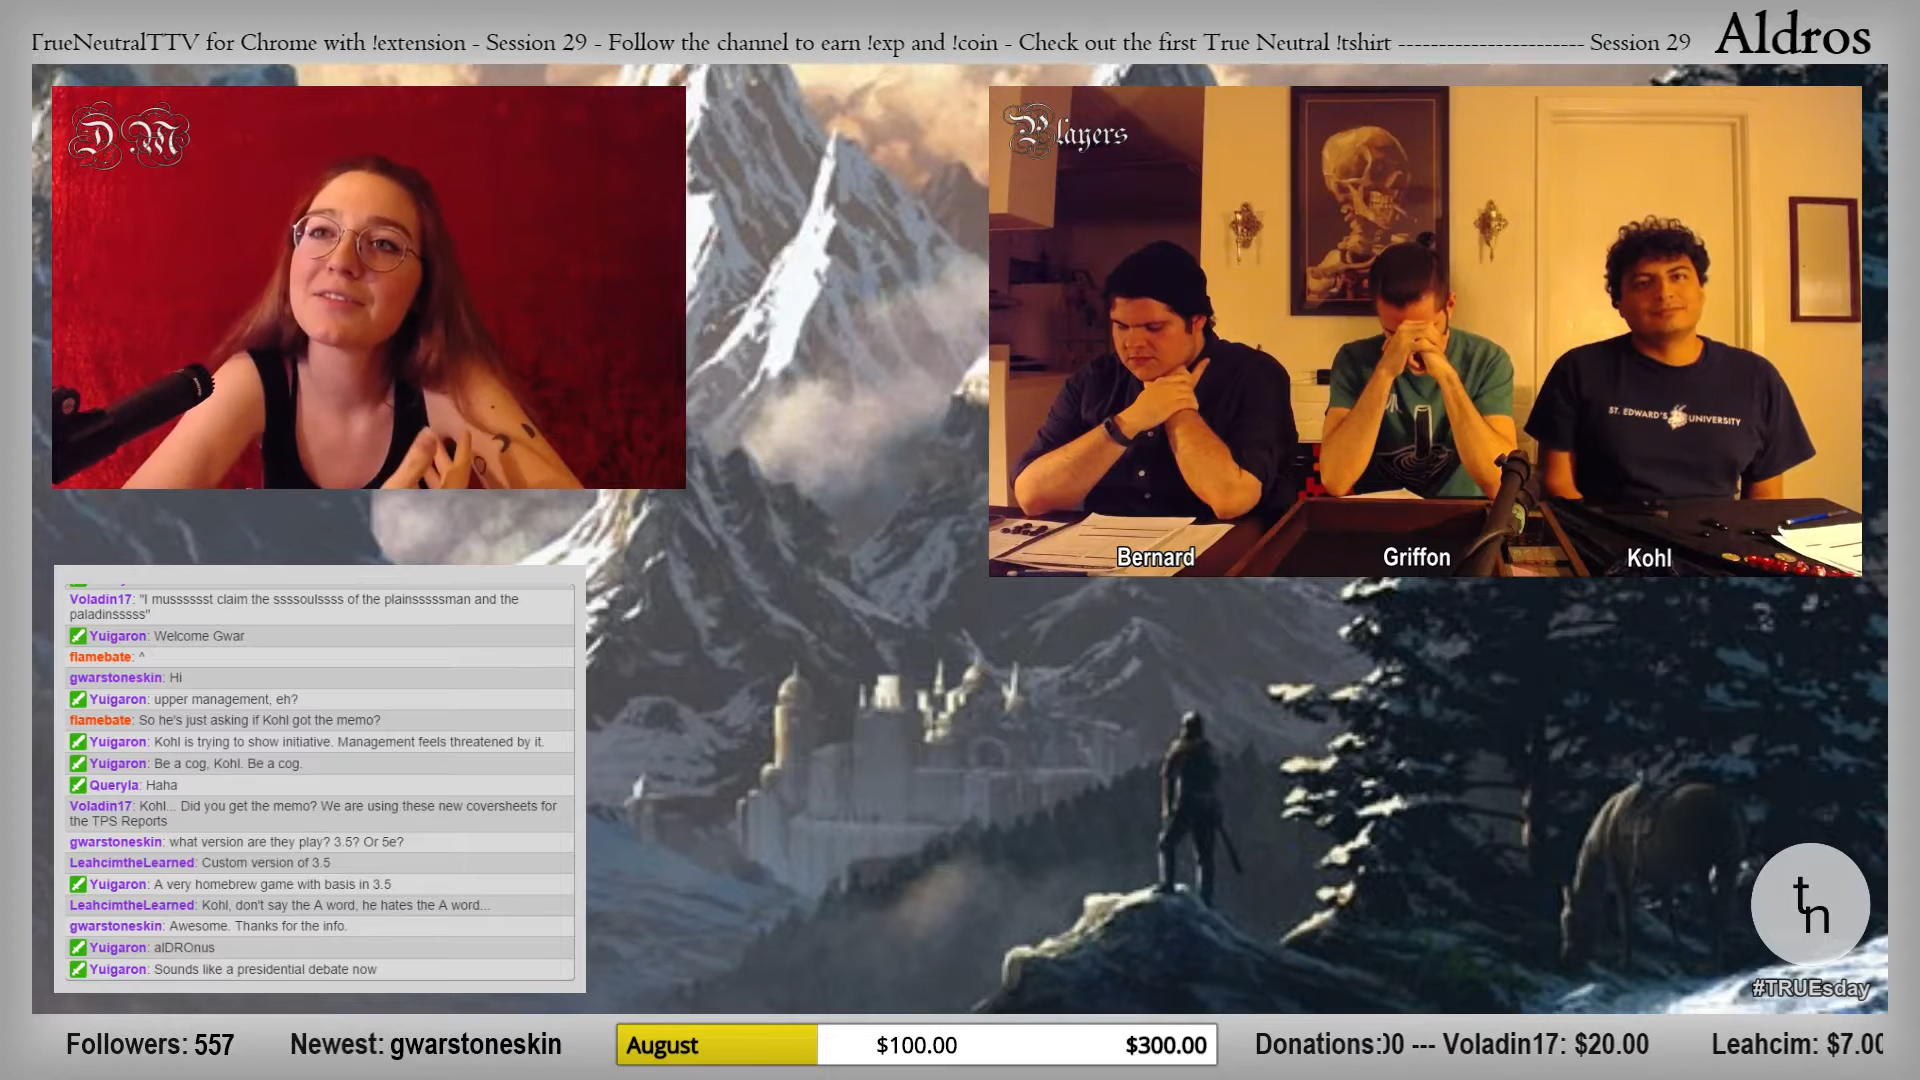 TrueNeutralTTV for Chrome with !extension - Session 29 - Follow the channel to earn !exp and !coin - Check out the first True Neutral !tshirt ----------------------- Session 29
Aldros
D.M
Players
ST. EDWARD'S UNIVERSITY
Bernard
Griffon
Kohl
Voladin17: "I musssssst claim the ssssoulssss of the plainsssssman and the
paladinsssss"
Yuigaron: Welcome Gwar
flamebate: ^
gwarstoneskin: Hi
Yuigaron: upper management, eh?
flamebate: So he's just asking if Kohl got the memo?
Yuigaron: Kohl is trying to show initiative. Management feels threatened by it.
Yuigaron: Be a cog, Kohl. Be a cog.
Queryla: Haha
Voladin17: Kohl... Did you get the memo? We are using these new coversheets for
the TPS Reports
gwarstoneskin: what version are they play? 3.5? Or 5e?
LeahcimtheLearned: Custom version of 3.5
Yuigaron: A very homebrew game with basis in 3.5
LeahcimtheLearned: Kohl, don't say the A word, he hates the A word...
gwarstoneskin: Awesome. Thanks for the info.
Yuigaron: alDROnus
Yuigaron: Sounds like a presidential debate now
tn
#TRUEsday
Followers: 557
Newest: gwarstoneskin
August
$100.00
$300.00
Donations:00 --- Voladin17: $20.00
Leahcim: $7.00